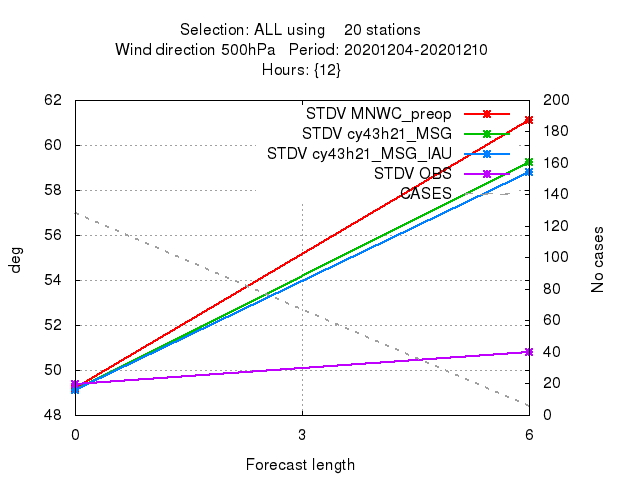 Selection: ALL using 20 stations
Wind direction 500hPa Period: 20201204-20201210
Hours: {12}
STDV MNWC_preop
STDV cy43h21_MSG
STDV cy43h21_MSG_IAU
STDV OBS
CASES
62
60
58
56
54
52
50
48
deg
200
180
160
140
120
100
80
60
40
20
0
No cases
0 3 6
Forecast length